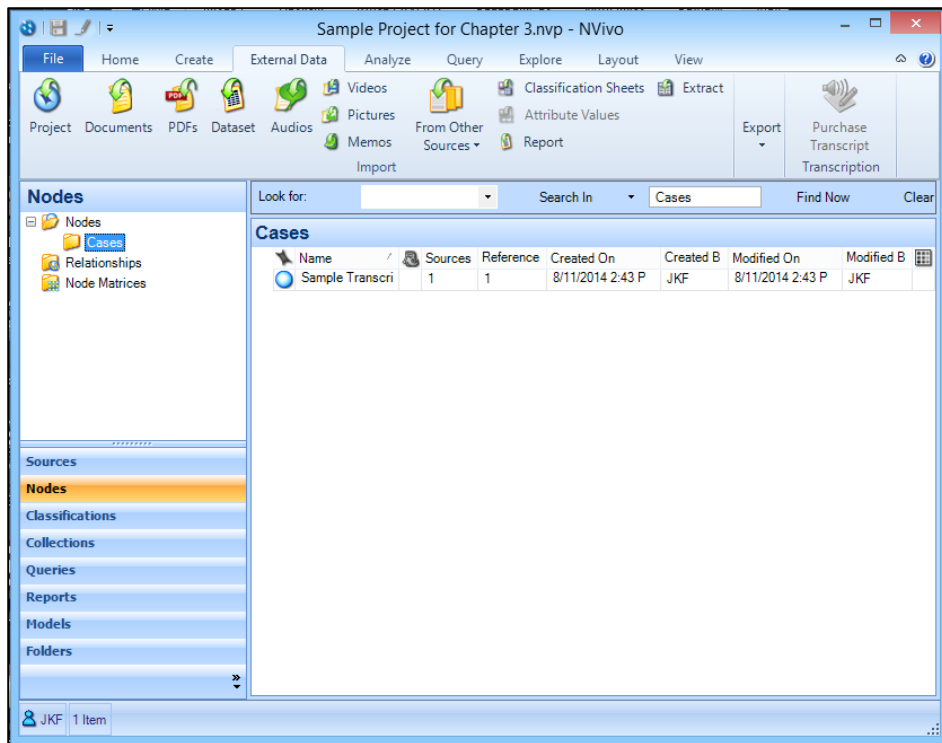 Sample Project for Chapter 3.nvp - NVivo
File Home Create External Data Analyze Query Explore Layout View
Project Documents PDFs Dataset Audios Videos Pictures Memos From Other Sources Classification Sheets Attribute Values Report Extract Export Purchase Transcript
Import Transcription
Nodes
Look for: Search In Cases Find Now Clear
Nodes
Cases
Relationships
Node Matrices
Cases
Name Sources Reference Created On Created B Modified On Modified B
Sample Transcri 1 1 8/11/2014 2:43 P JKF 8/11/2014 2:43 P JKF
Sources
Nodes
Classifications
Collections
Queries
Reports
Models
Folders
JKF 1 Item